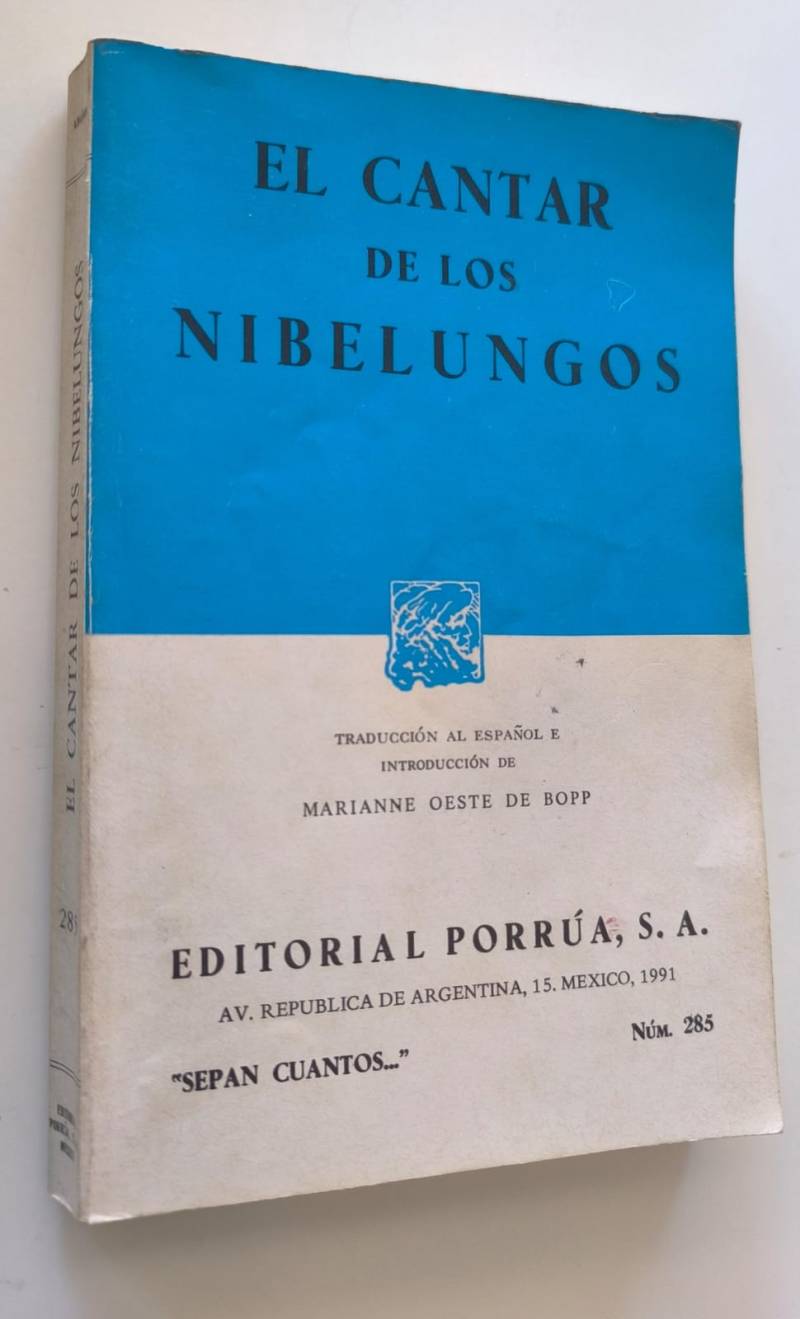 EL CANTAR
DE LOS
NIBELUNGOS
TRADUCCIÓN AL ESPAÑOL E
INTRODUCCIÓN DE
MARIANNE OESTE DE BOPP
EDITORIAL PORRÚA, S. A.
AV. REPUBLICA DE ARGENTINA, 15. MEXICO, 1991
"SEPAN CUANTOS..."
NÚM. 285
EL CANTAR DE LOS NIBELUNGOS